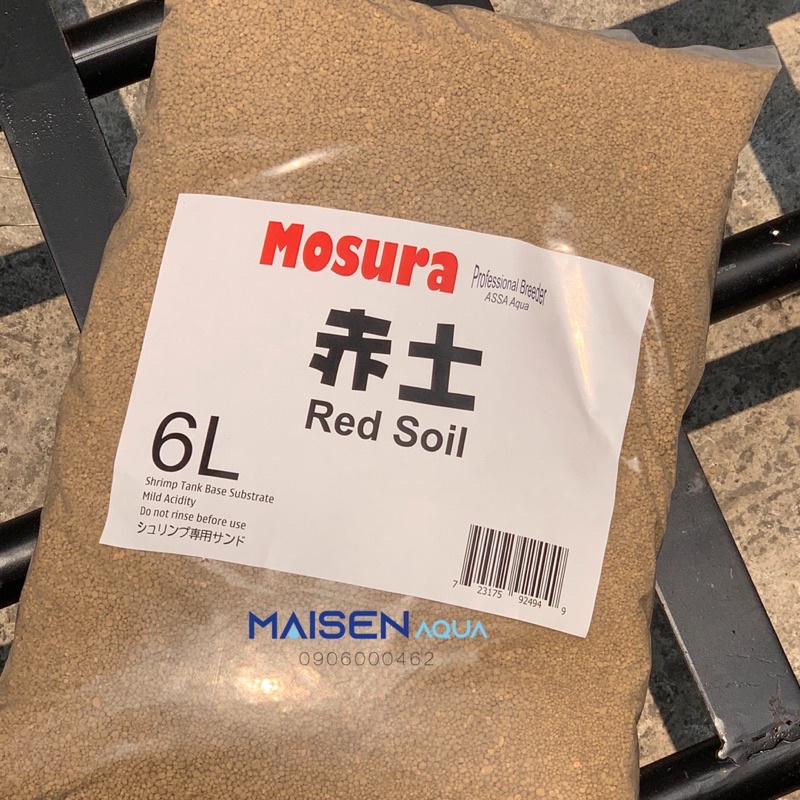 Mosura
Professional Breeder
ASSA Aqua
赤土
Red Soil
6L
Shrimp Tank Base Substrate
Mild Acidity
Do not rinse before use
シュリンプ専用サンド
7 23175 92494 9
MAISEN AQUA
0906000462